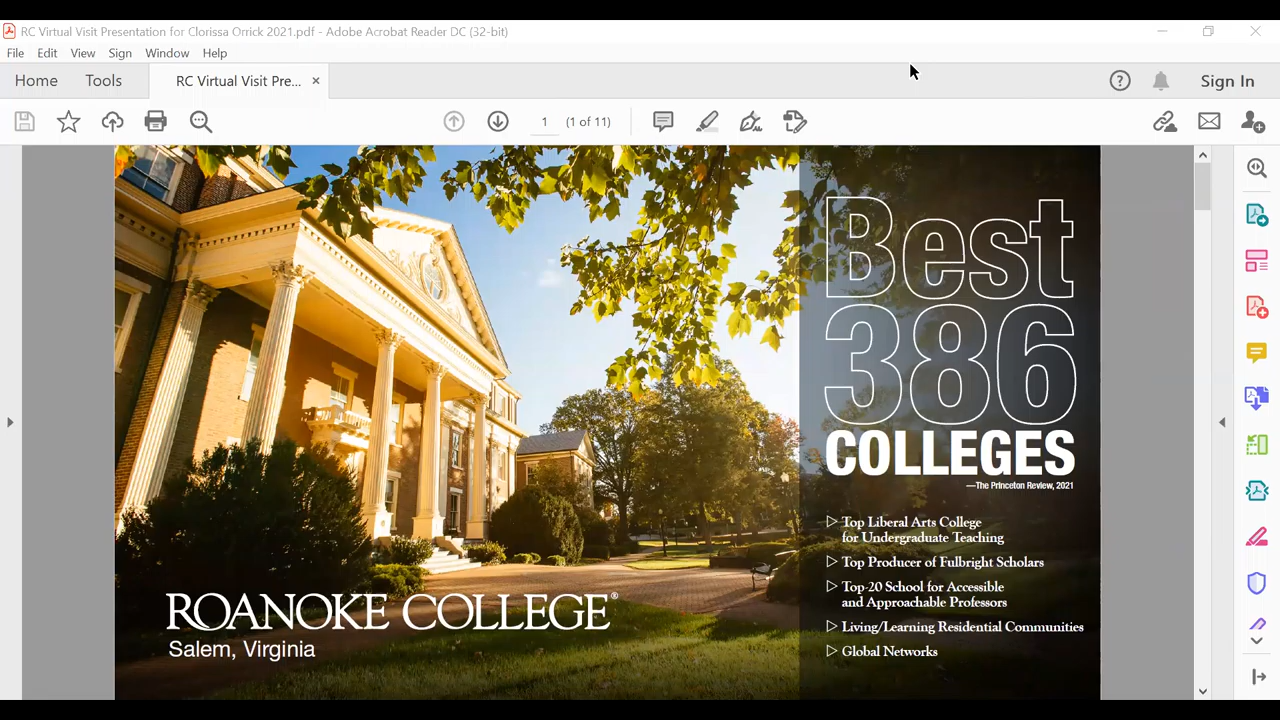 RC Virtual Visit Presentation for Clorissa Orrick 2021.pdf - Adobe Acrobat Reader DC (32-bit)
File Edit View Sign Window Help
Home Tools RC Virtual Visit Pre... × Sign In
1 (1 of 11)
Best
386
COLLEGES
—The Princeton Review, 2021
Top Liberal Arts College
for Undergraduate Teaching
Top Producer of Fulbright Scholars
Top-20 School for Accessible
and Approachable Professors
Living/Learning Residential Communities
Global Networks
ROANOKE COLLEGE®
Salem, Virginia